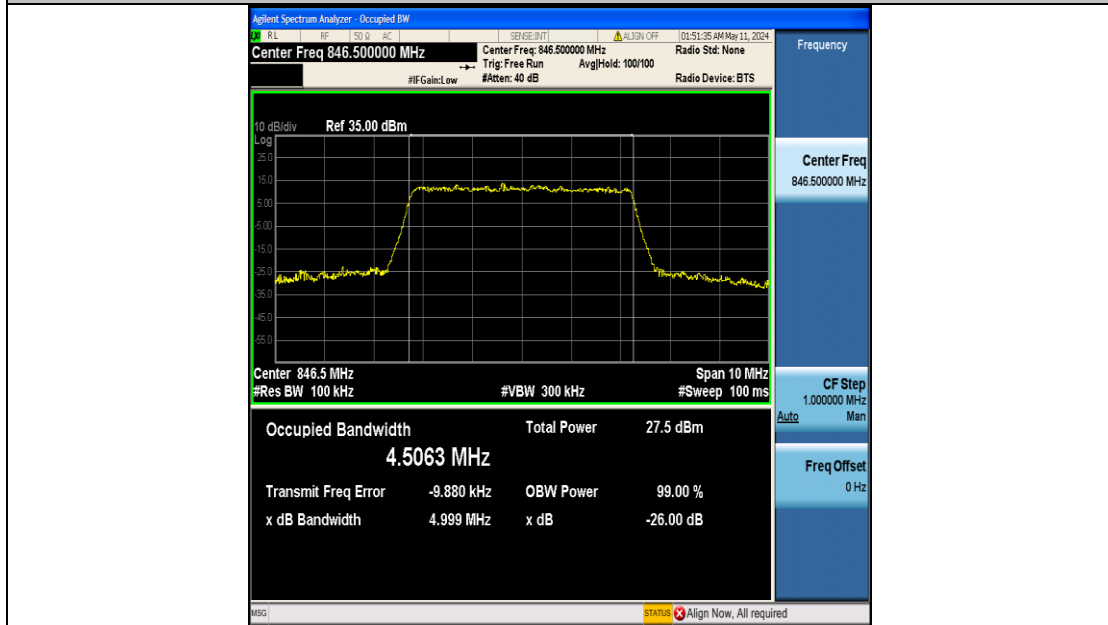 Agilent Spectrum Analyzer - Occupied BW
RL RF 50 Ω AC SENSE:INT ALIGN OFF 01:51:35 AM May 11, 2024
Center Freq 846.500000 MHz
Center Freq: 846.500000 MHz Radio Std: None
Trig: Free Run Avg|Hold: 100/100
#IFGain:Low #Atten: 40 dB Radio Device: BTS
10 dB/div Ref 35.00 dBm
Log
25.0
15.0
5.00
-5.00
-15.0
-25.0
-35.0
-45.0
-55.0
Center 846.5 MHz Span 10 MHz
#Res BW 100 kHz #VBW 300 kHz #Sweep 100 ms
Occupied Bandwidth Total Power 27.5 dBm
4.5063 MHz
Transmit Freq Error -9.880 kHz OBW Power 99.00 %
x dB Bandwidth 4.999 MHz x dB -26.00 dB
MSG STATUS Align Now, All required
Frequency
Center Freq
846.500000 MHz
CF Step
1.000000 MHz
Auto Man
Freq Offset
0 Hz